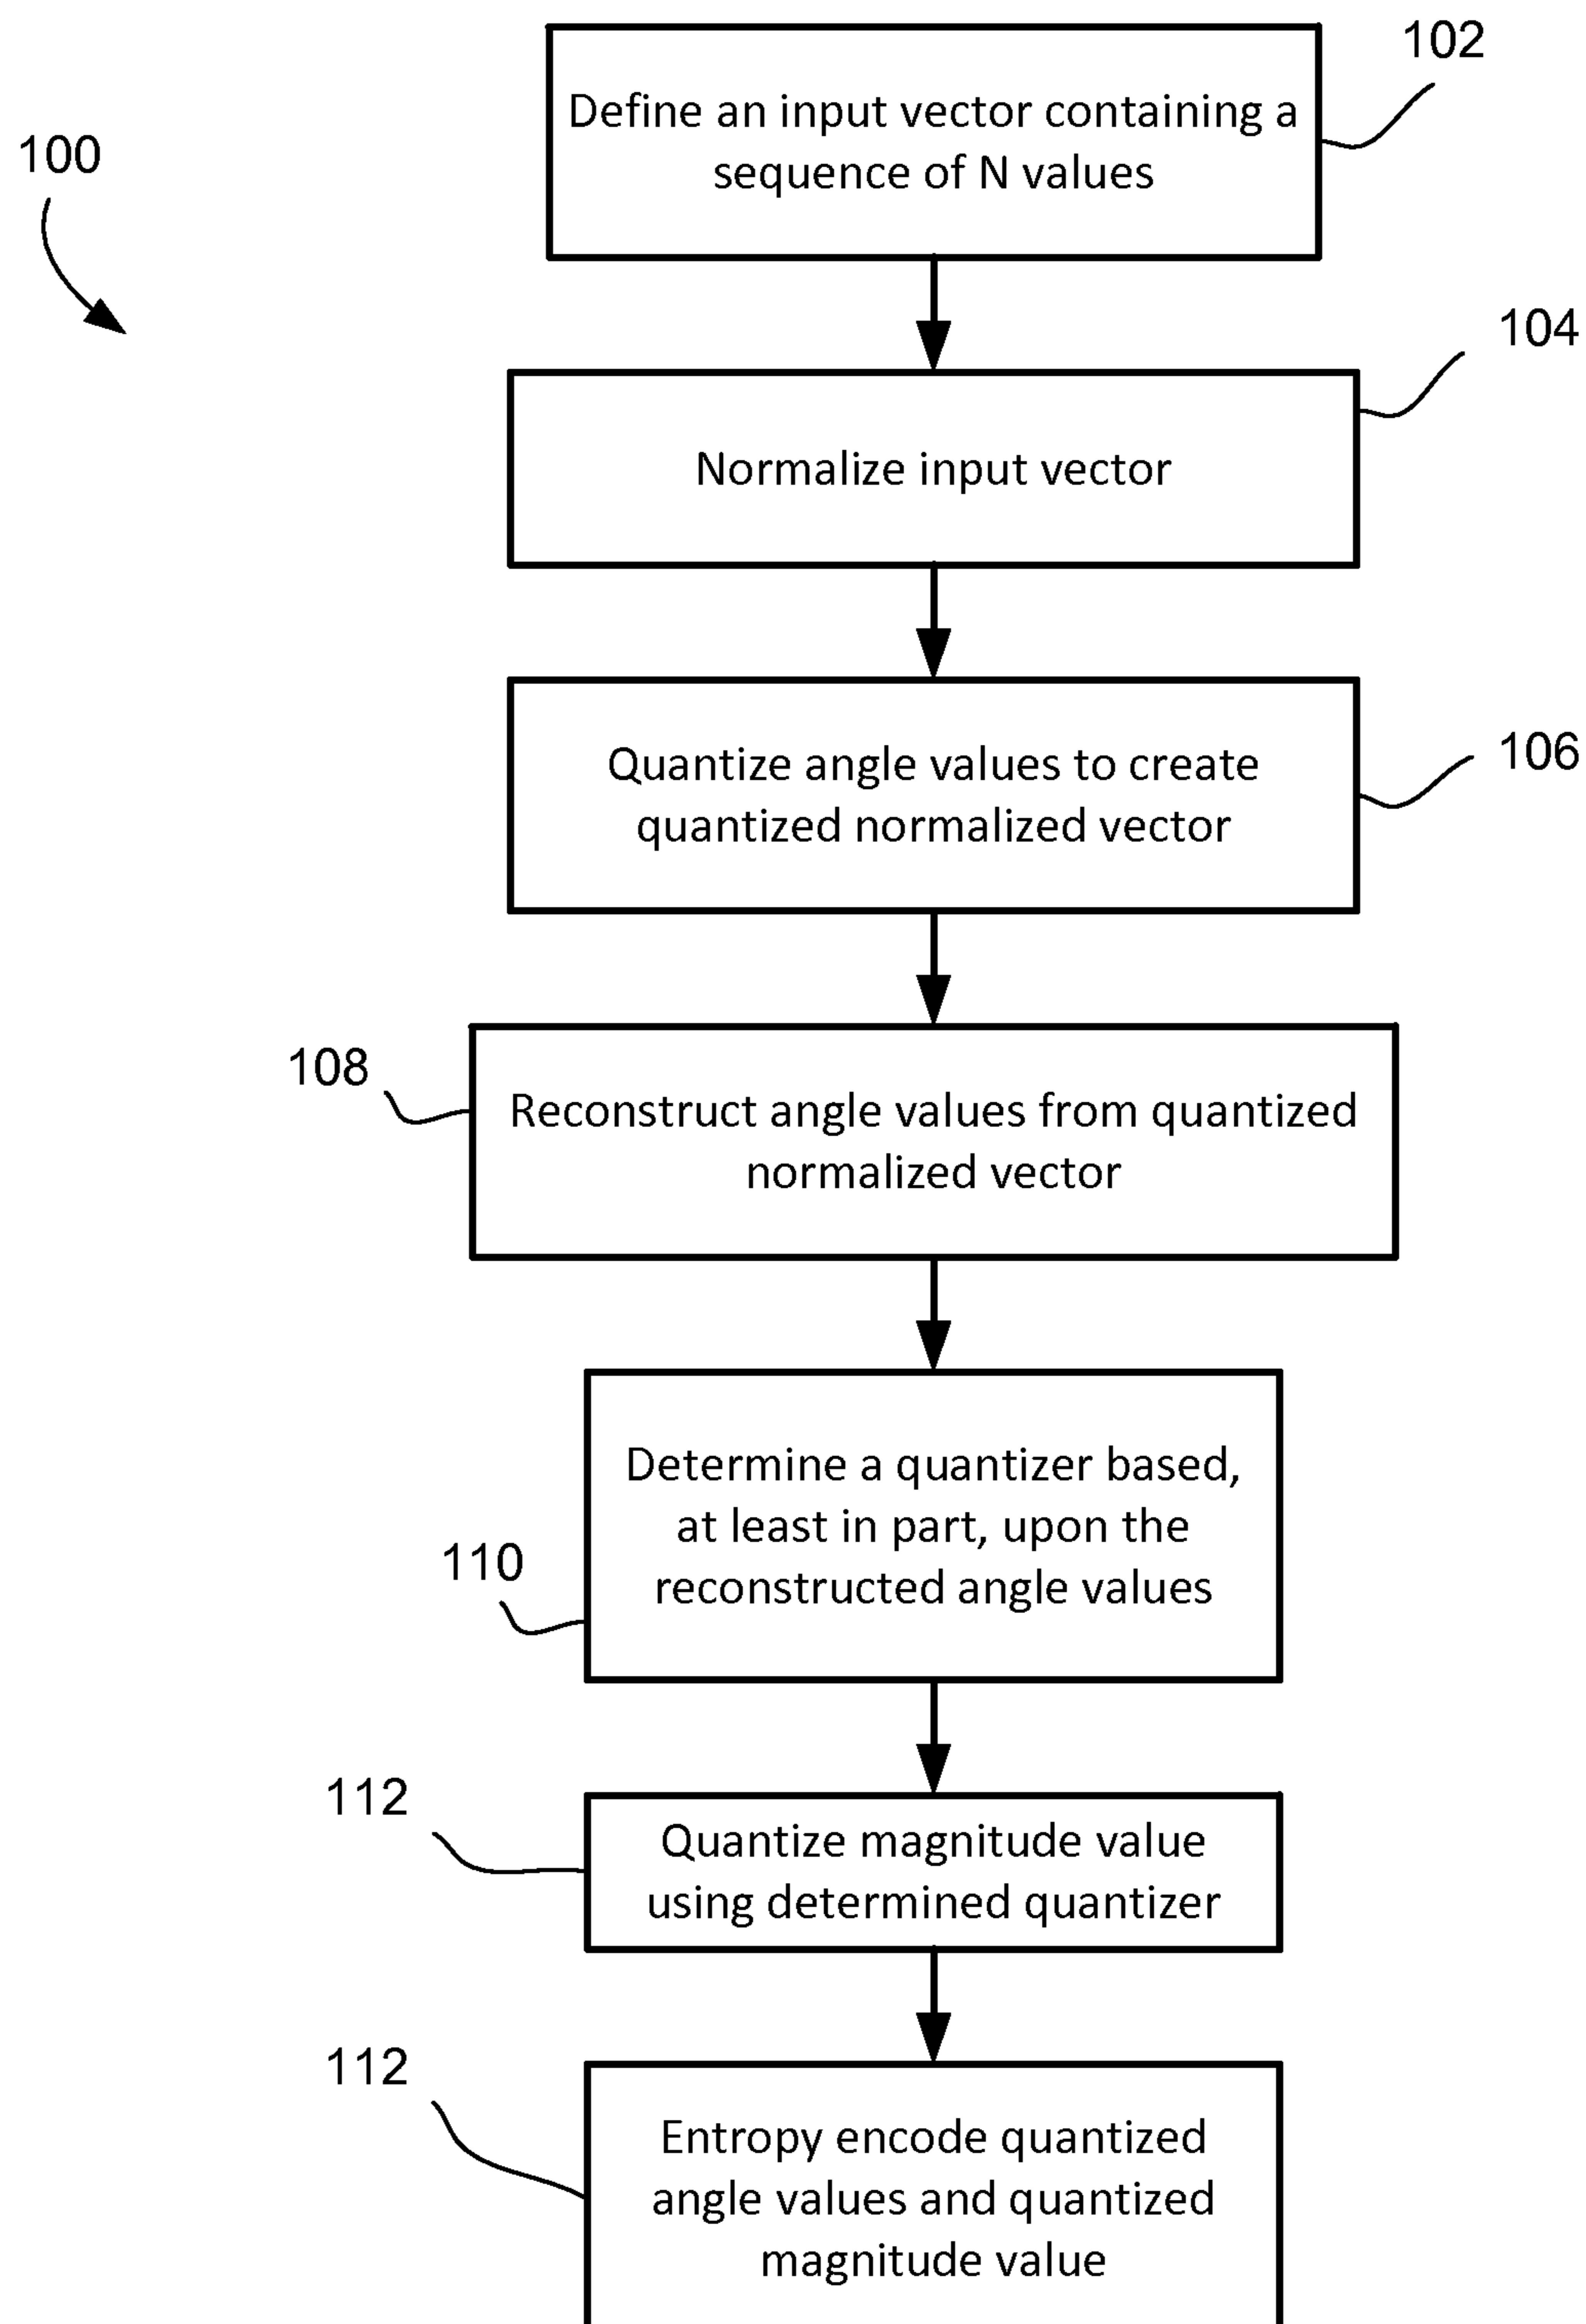 102
Define an input vector containing a
sequence of N values
100
104
Normalize input vector
106
Quantize angle values to create
quantized normalized vector
108
Reconstruct angle values from quantized
normalized vector
Determine a quantizer based,
at least in part, upon the
reconstructed angle values
110
112
Quantize magnitude value
using determined quantizer
112
Entropy encode quantized
angle values and quantized
magnitude value